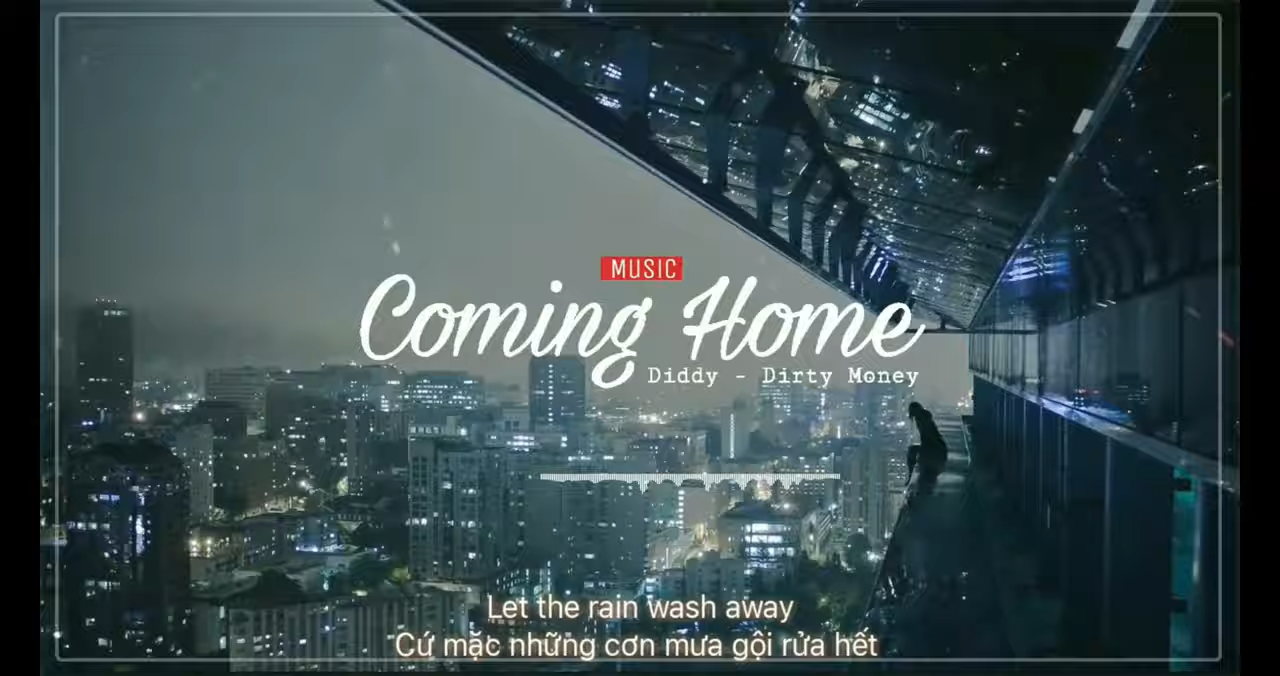 MUSIC
Coming Home
Diddy - Dirty Money
Let the rain wash away
Cứ mặc những cơn mưa gội rửa hết